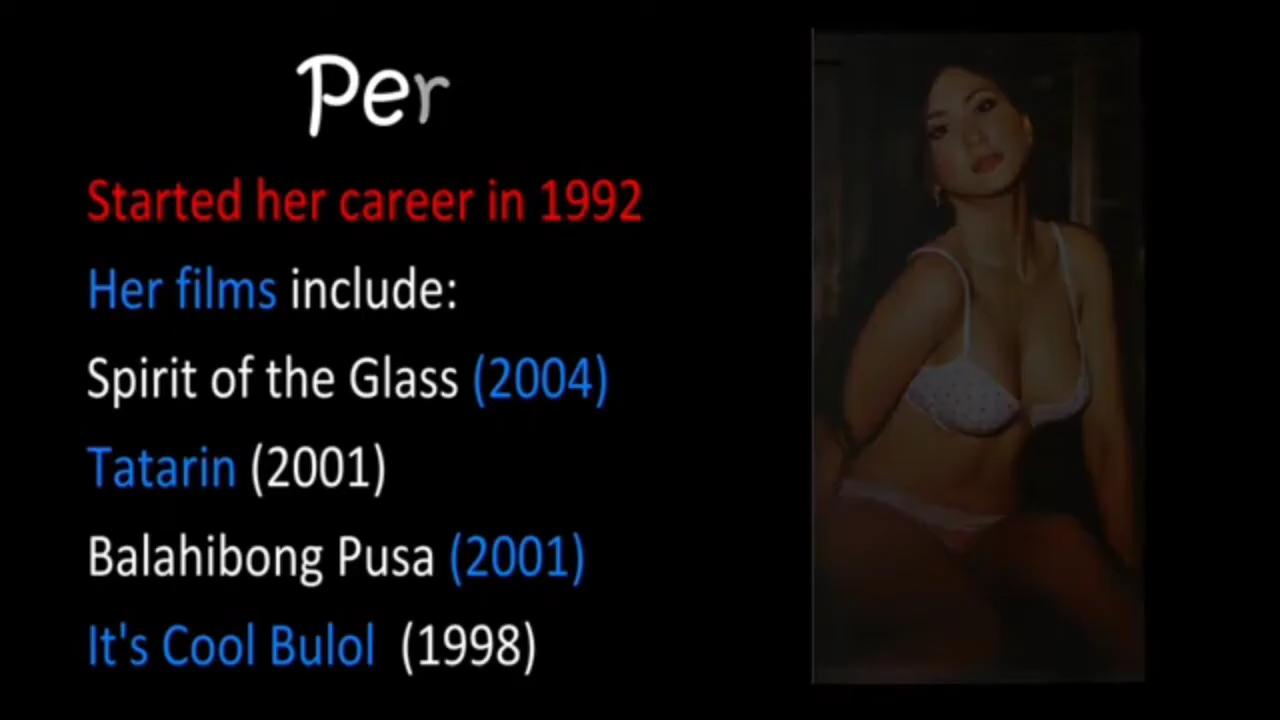 Per
Started her career in 1992
Her films include:
Spirit of the Glass (2004)
Tatarin (2001)
Balahibong Pusa (2001)
It's Cool Bulol (1998)